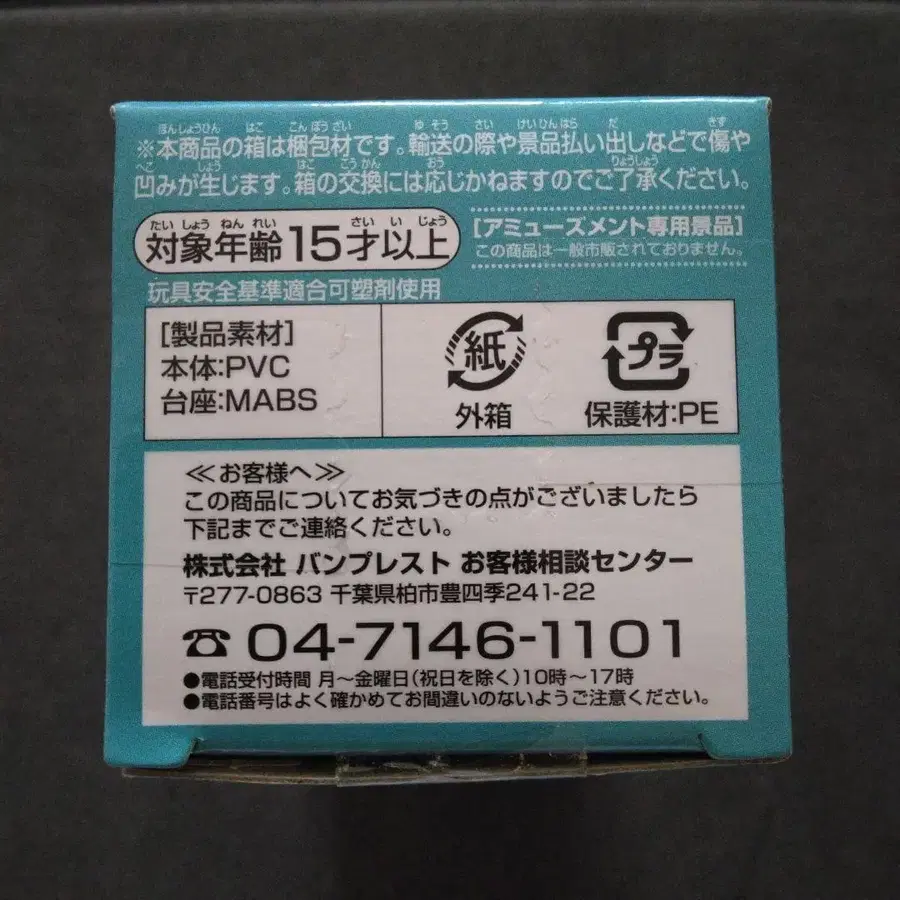 ※本商品の箱は梱包材です。輸送の際や景品払い出しなどで傷や
凹みが生じます。箱の交換には応じかねますのでご了承ください。
対象年齢15才以上
[アミューズメント専用景品]
この商品は一般市販されておりません。
玩具安全基準適合可塑剤使用
[製品素材]
本体:PVC
台座:MABS
紙
外箱
プラ
保護材:PE
≪お客様へ≫
この商品についてお気づきの点がございましたら
下記までご連絡ください。
株式会社 バンプレスト お客様相談センター
〒277-0863 千葉県柏市豊四季241-22
☎04-7146-1101
●電話受付時間 月~金曜日(祝日を除く)10時~17時
●電話番号はよく確かめてお間違いのないようご注意ください。